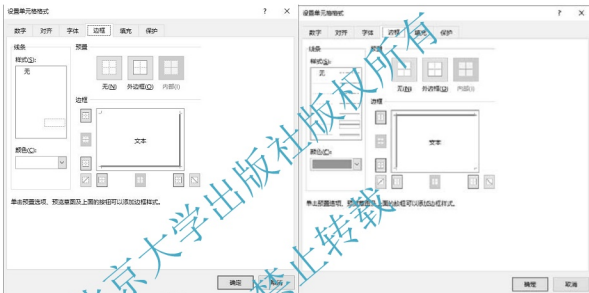 设置单元格格式 ? ×
数字 对齐 字体 边框 填充 保护
线条
样式(S):
无
颜色(C):
预置
无(N) 外边框(O) 内部(I)
边框
文本
单击预置选项、预览草图及上面的按钮可以添加边框样式。
确定 取消
设置单元格格式 ? ×
数字 对齐 字体 边框 填充 保护
线条
样式(S):
无
颜色(C):
预置
无(N) 外边框(O) 内部(I)
边框
文本
单击预置选项、预览草图及上面的按钮可以添加边框样式。
确定 取消
京大学出版社版权所有
禁止转载